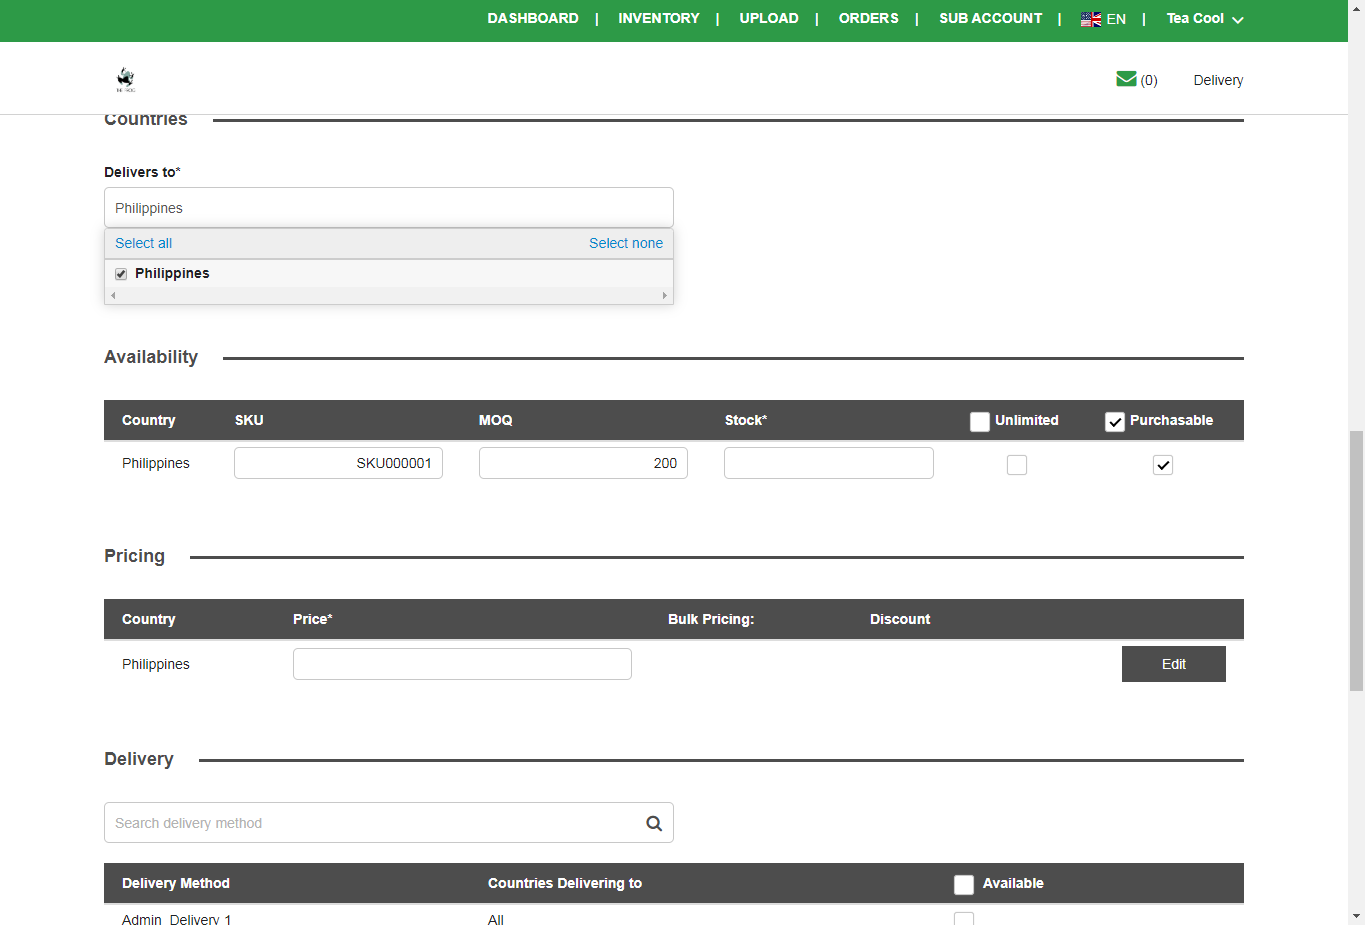 DASHBOARD | INVENTORY | UPLOAD | ORDERS | SUB ACCOUNT | EN | Tea Cool
(0) Delivery
Countries
Delivers to*
Philippines
Select all Select none
Philippines
Availability
Country SKU MOQ Stock* Unlimited Purchasable
Philippines SKU000001 200
Pricing
Country Price* Bulk Pricing: Discount
Philippines Edit
Delivery
Search delivery method
Delivery Method Countries Delivering to Available
Admin_Delivery 1 All